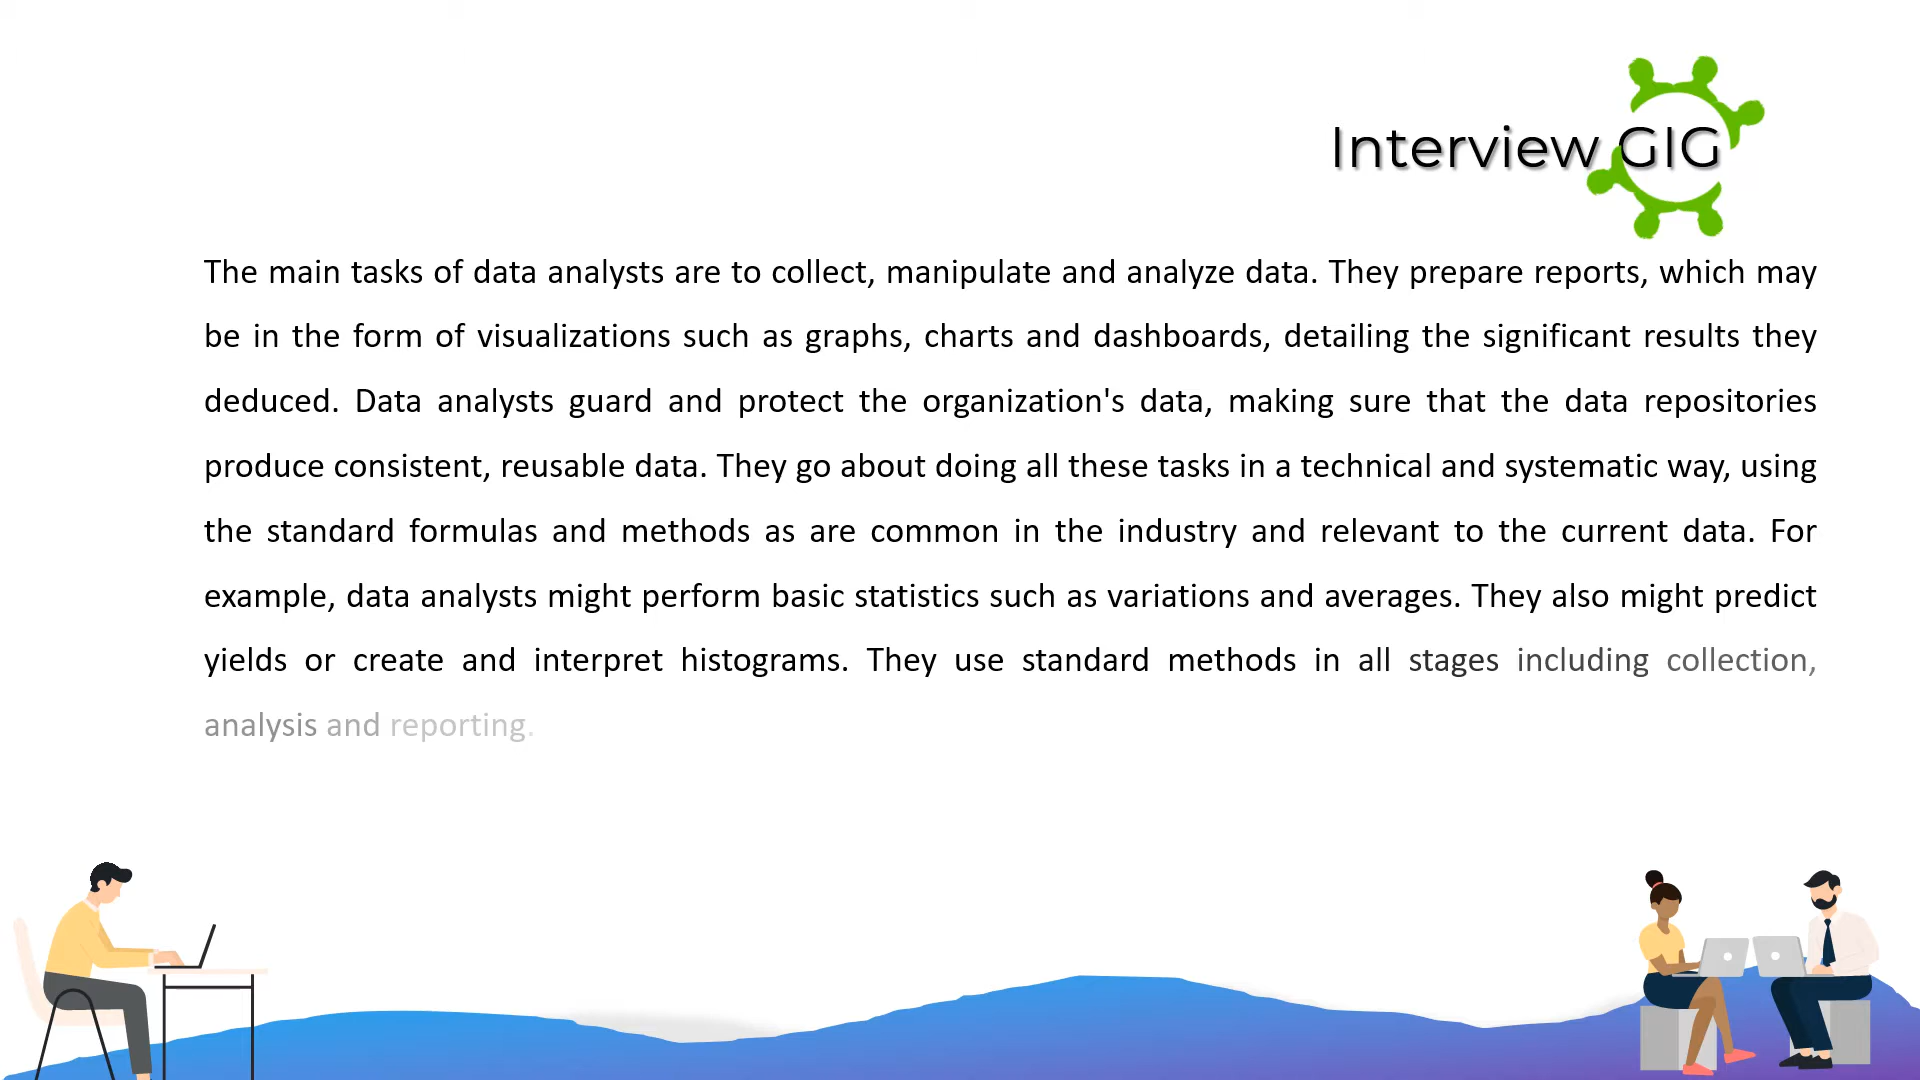 Interview GIG
The main tasks of data analysts are to collect, manipulate and analyze data. They prepare reports, which may
be in the form of visualizations such as graphs, charts and dashboards, detailing the significant results they
deduced. Data analysts guard and protect the organization's data, making sure that the data repositories
produce consistent, reusable data. They go about doing all these tasks in a technical and systematic way, using
the standard formulas and methods as are common in the industry and relevant to the current data. For
example, data analysts might perform basic statistics such as variations and averages. They also might predict
yields or create and interpret histograms. They use standard methods in all stages including collection,
analysis and reporting.